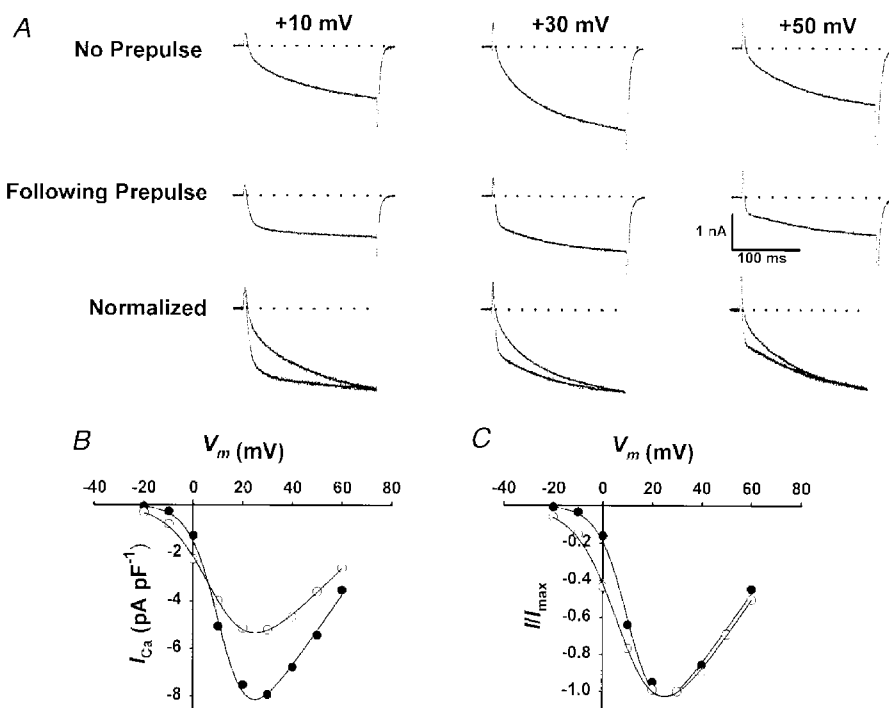 A
+10 mV
+30 mV
+50 mV
No Prepulse
Following Prepulse
1 nA
100 ms
Normalized
B
V_m (mV)
-40 -20 0 20 40 60 80
-2
-4
-6
-8
I_Ca (pA pF^-1)
C
V_m (mV)
-40 -20 0 20 40 60 80
-0.2
-0.4
-0.6
-0.8
-1.0
I/I_max